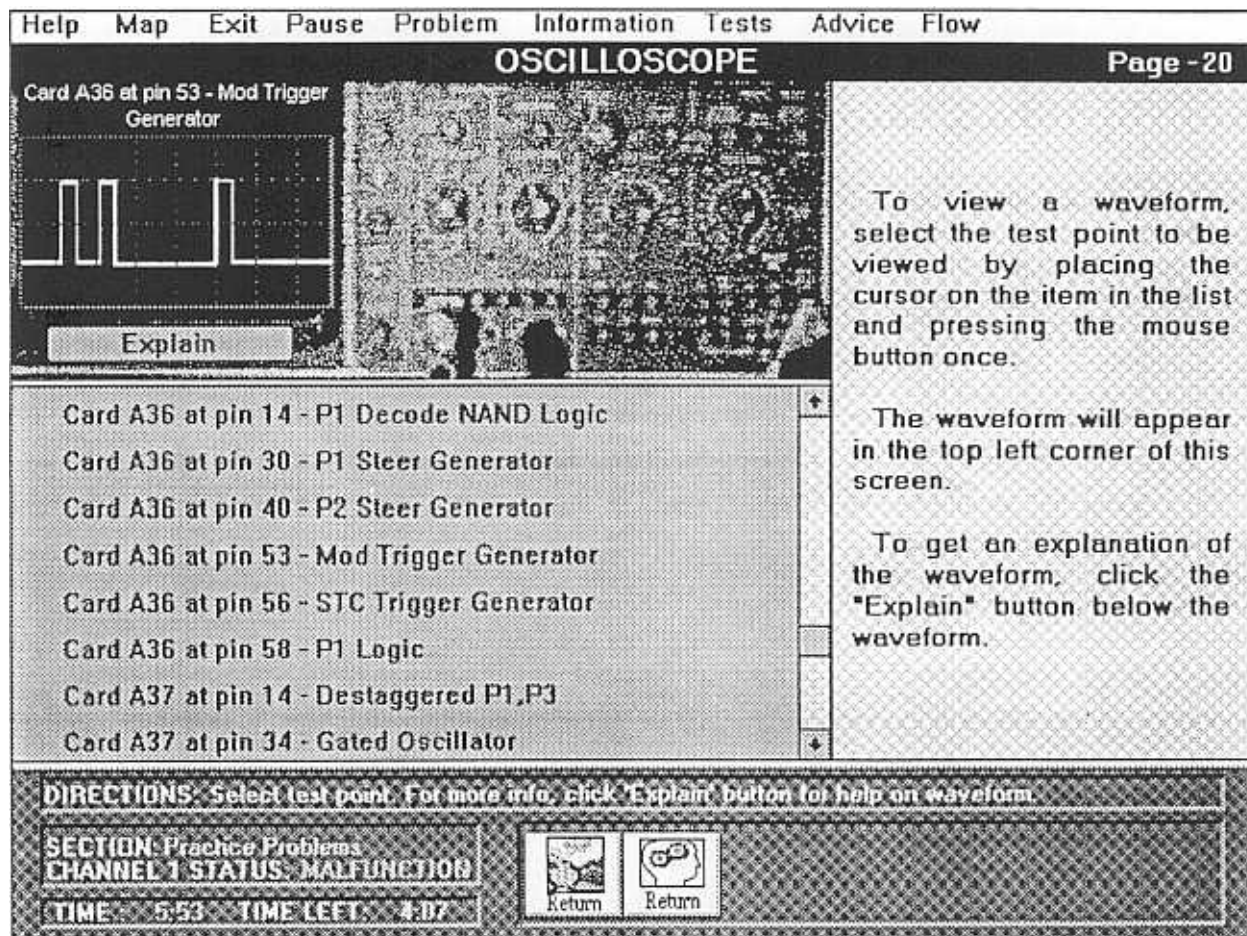 Help Map Exit Pause Problem Information Tests Advice Flow
OSCILLOSCOPE Page-20
Card A36 at pin 53 - Mod Trigger
Generator
Explain
Card A36 at pin 14 - P1 Decode NAND Logic
Card A36 at pin 30 - P1 Steer Generator
Card A36 at pin 40 - P2 Steer Generator
Card A36 at pin 53 - Mod Trigger Generator
Card A36 at pin 56 - STC Trigger Generator
Card A36 at pin 58 - P1 Logic
Card A37 at pin 14 - Destaggered P1,P3
Card A37 at pin 34 - Gated Oscillator
To view a waveform,
select the test point to be
viewed by placing the
cursor on the item in the list
and pressing the mouse
button once.
The waveform will appear
in the top left corner of this
screen.
To get an explanation of
the waveform, click the
"Explain" button below the
waveform.
DIRECTIONS: Select test point. For more info, click 'Explain' button for help on waveform.
SECTION: Practice Problems
CHANNEL 1 STATUS: MALFUNCTION
TIME: 5:53 TIME LEFT: 4:07
Return Return